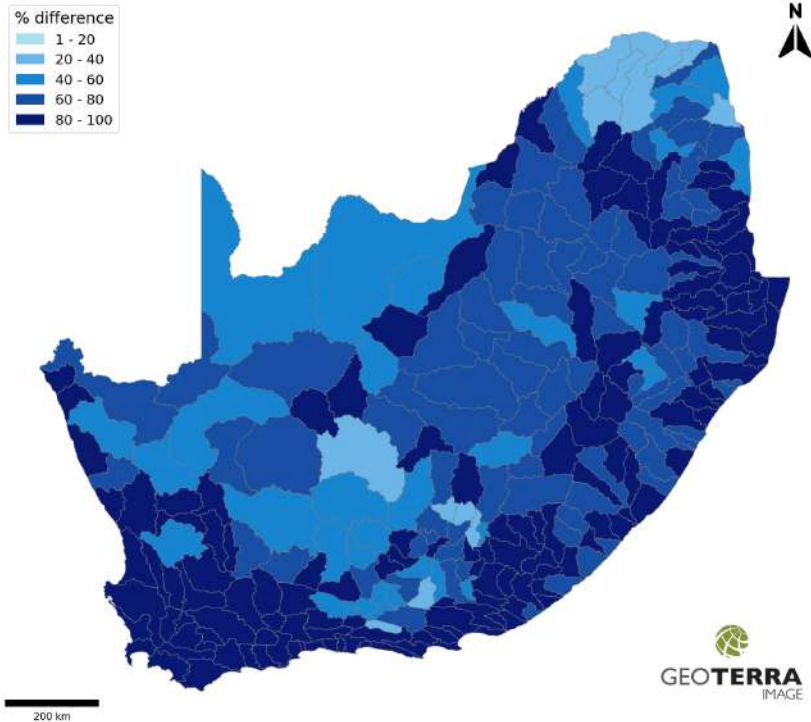 % difference
1 - 20
20 - 40
40 - 60
60 - 80
80 - 100
N
GEOTERRA
IMAGE
200 km